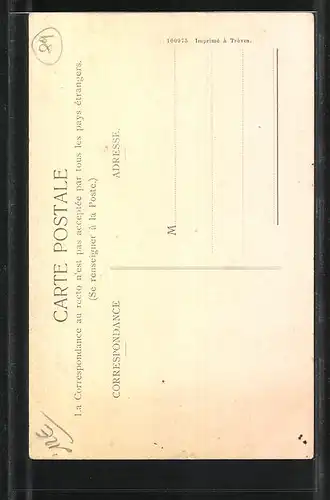 CARTE POSTALE
La Correspondance au recto n'est pas acceptée par tous les pays étrangers.
(Se renseigner à la Poste.)
CORRESPONDANCE
ADRESSE
M
160975 Imprimé à Trèves.